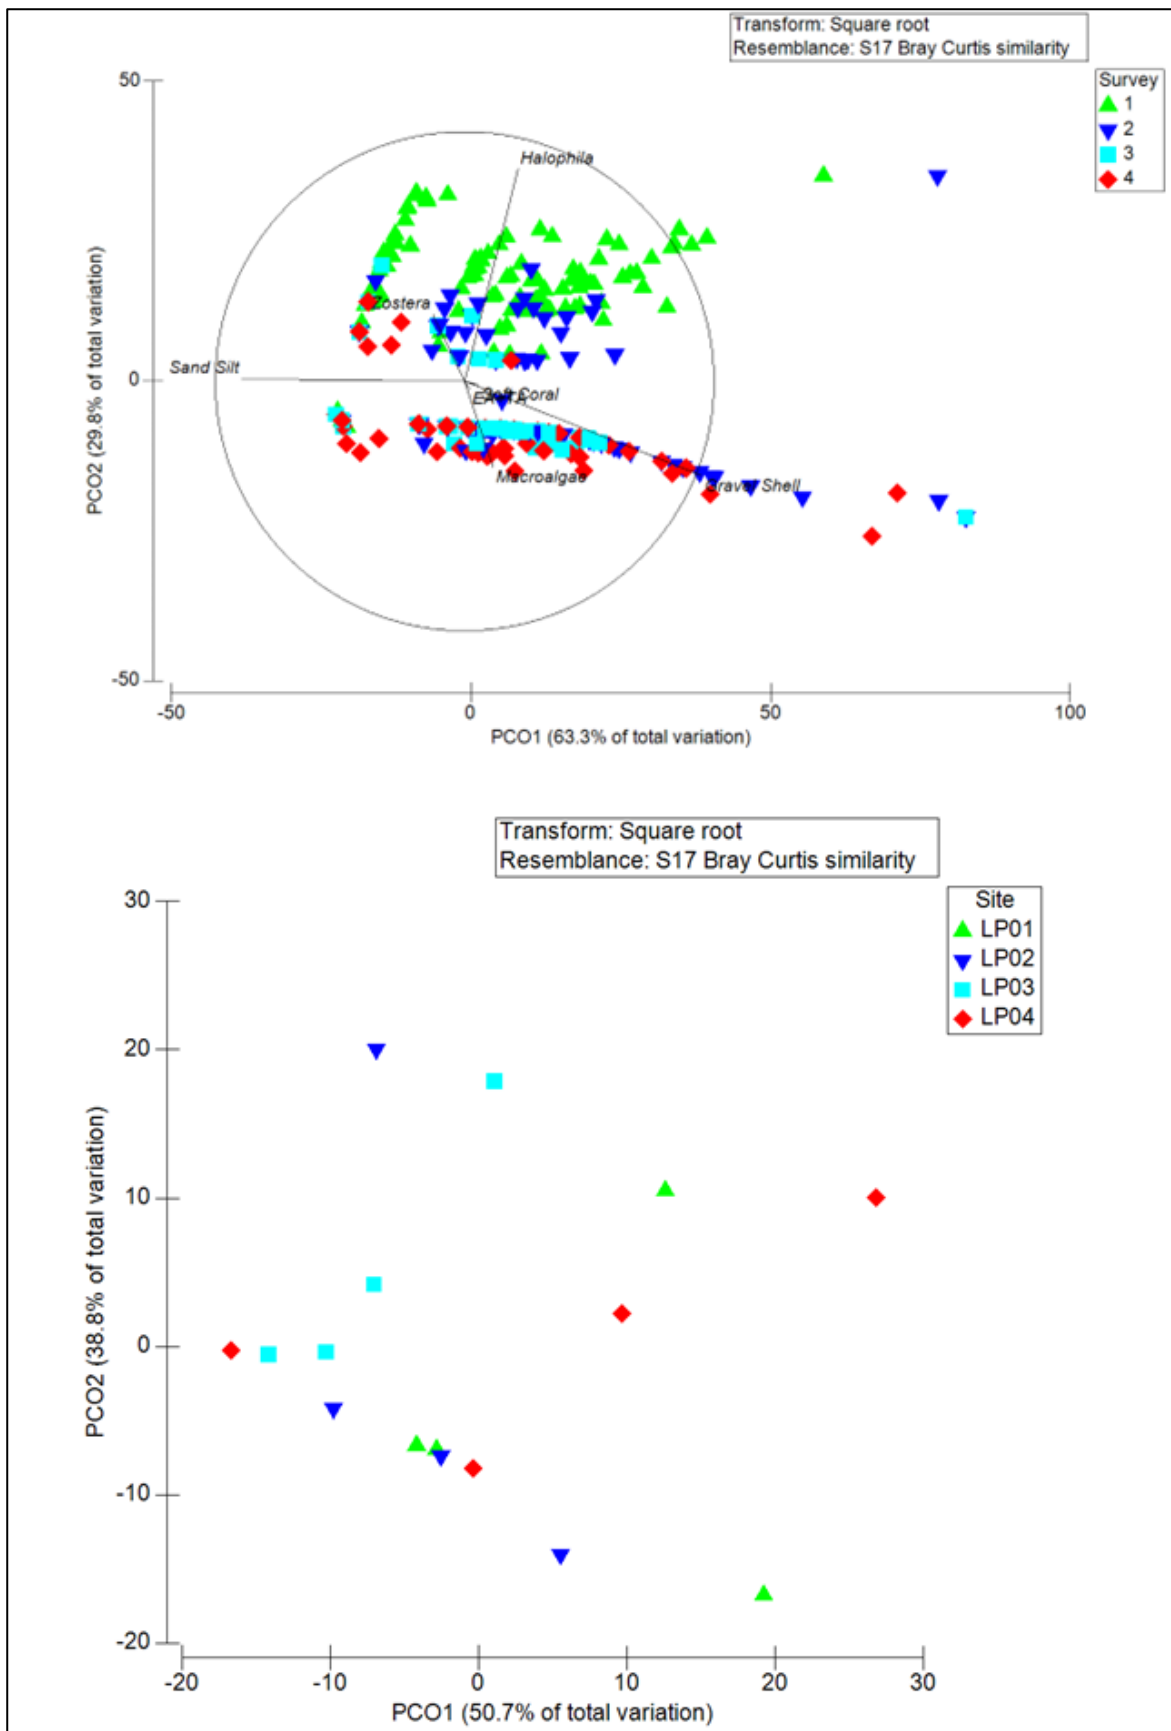 Transform: Square root
Resemblance: S17 Bray Curtis similarity
Survey
1
2
3
4
50
0
-50
PCO2 (29.8% of total variation)
Halophila
Zostera
Sand Silt
Soft Coral
Macroalgae
Gravel Shell
-50
0
50
100
PCO1 (63.3% of total variation)
Transform: Square root
Resemblance: S17 Bray Curtis similarity
Site
LP01
LP02
LP03
LP04
30
20
10
0
-10
-20
PCO2 (38.8% of total variation)
-20
-10
0
10
20
30
PCO1 (50.7% of total variation)